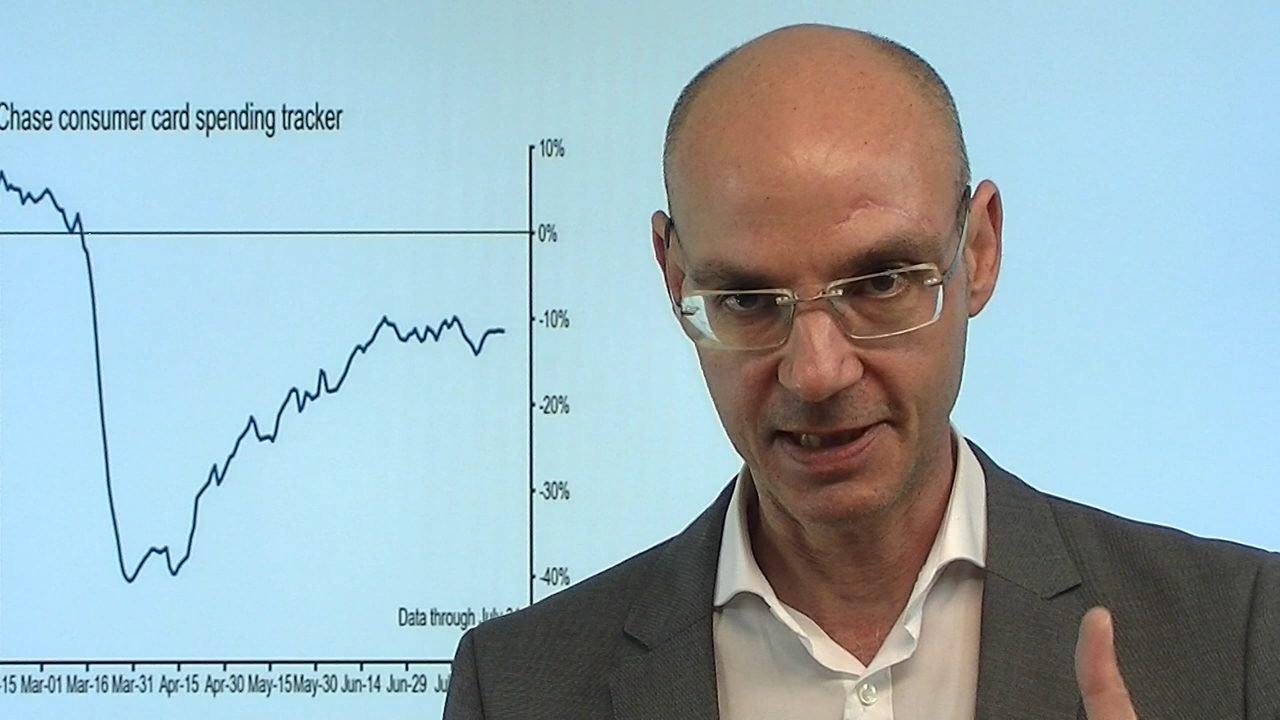 Chase consumer card spending tracker
10%
0%
-10%
-20%
-30%
-40%
Data through July
-15 Mar-01 Mar-16 Mar-31 Apr-15 Apr-30 May-15 May-30 Jun-14 Jun-29